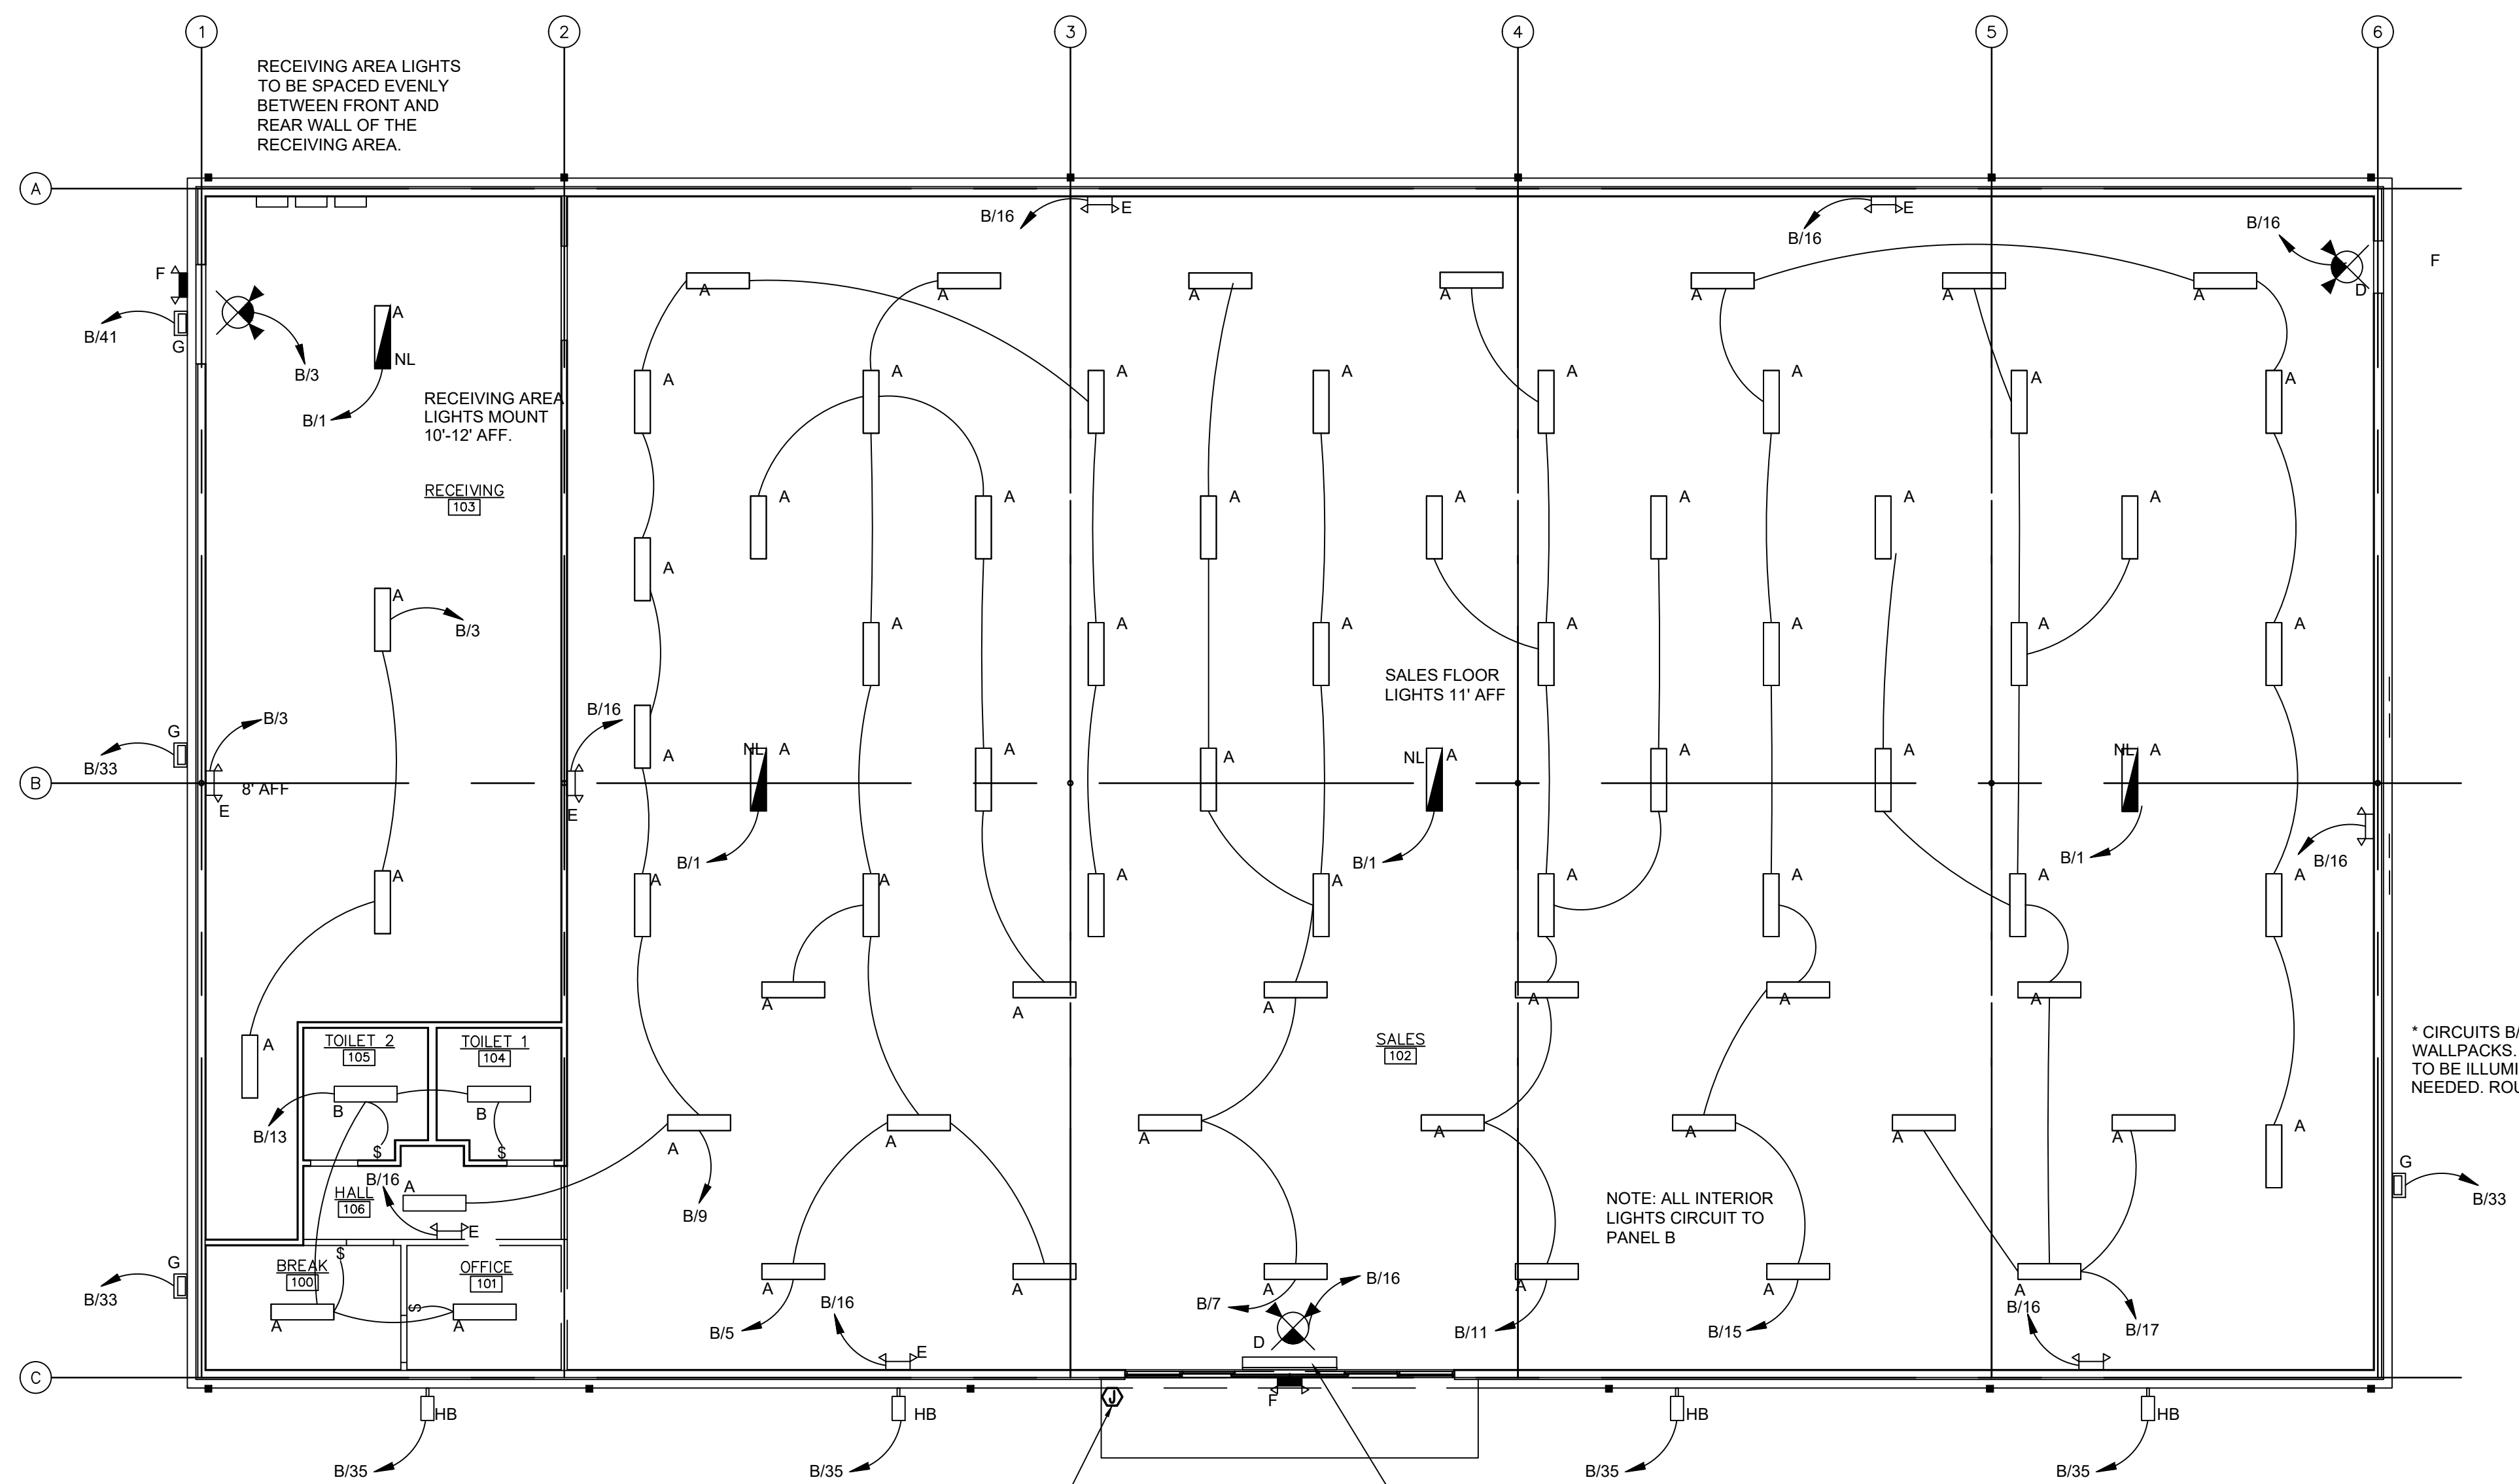 1 2 3 4 5 6
RECEIVING AREA LIGHTS
TO BE SPACED EVENLY
BETWEEN FRONT AND
REAR WALL OF THE
RECEIVING AREA.
A
B/16 E
B/16 E
B/16 D
F
F
B/41 G
B/3
A
NL
B/1
RECEIVING AREA
LIGHTS MOUNT
10'-12' AFF.
A A A A A A A
A A A A A A A A
RECEIVING
103
A A A A A A A
A
B/3
A
A A A A A A A A
SALES FLOOR
LIGHTS 11' AFF
G
B/33
B/3
E
8' AFF
B/16
E
A
NL A
B/1
A
A
NL A
B/1
A
A
NL A
B/1
B/16
B
A
A A A A A A A A
A A A A A A
A
TOILET 2
105
TOILET 1
104
SALES
102
* CIRCUITS B/
WALLPACKS.
TO BE ILLUMI
NEEDED. ROU
B B
B/13
$ $
A A A A A A A
A
G
B/33
HALL
106
B/16
A
E
B/9
NOTE: ALL INTERIOR
LIGHTS CIRCUIT TO
PANEL B
G
B/33
BREAK
100
$
OFFICE
101
$
A A
A A A A A A
B/5
B/16
E
B/7
B/16
D
B/11
B/15
B/16
B/17
C
J
F
HB HB HB HB
B/35 B/35 B/35 B/35